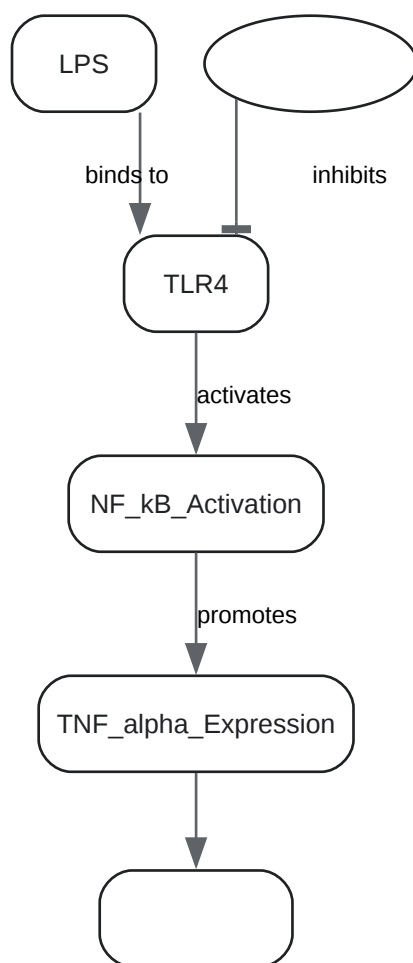 LPS
binds to
inhibits
TLR4
activates
NF_kB_Activation
promotes
TNF_alpha_Expression